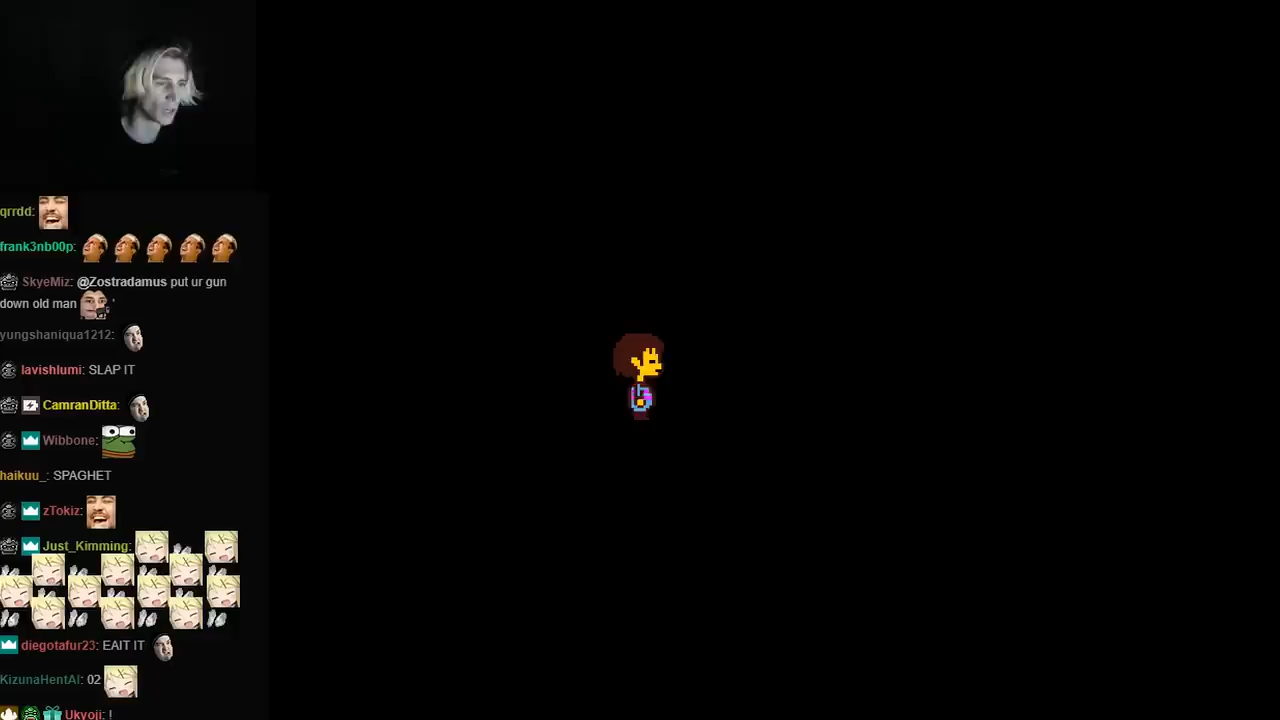 qrrdd:
frank3nb00p:
SkyeMiz: @Zostradamus put ur gun
down old man '
yungshaniqua1212:
lavishlumi: SLAP IT
CamranDitta:
Wibbone:
haikuu_: SPAGHET
zTokiz:
Just_Kimming:
diegotafur23: EAIT IT
KizunaHentAI: 02
Ukyoji: !